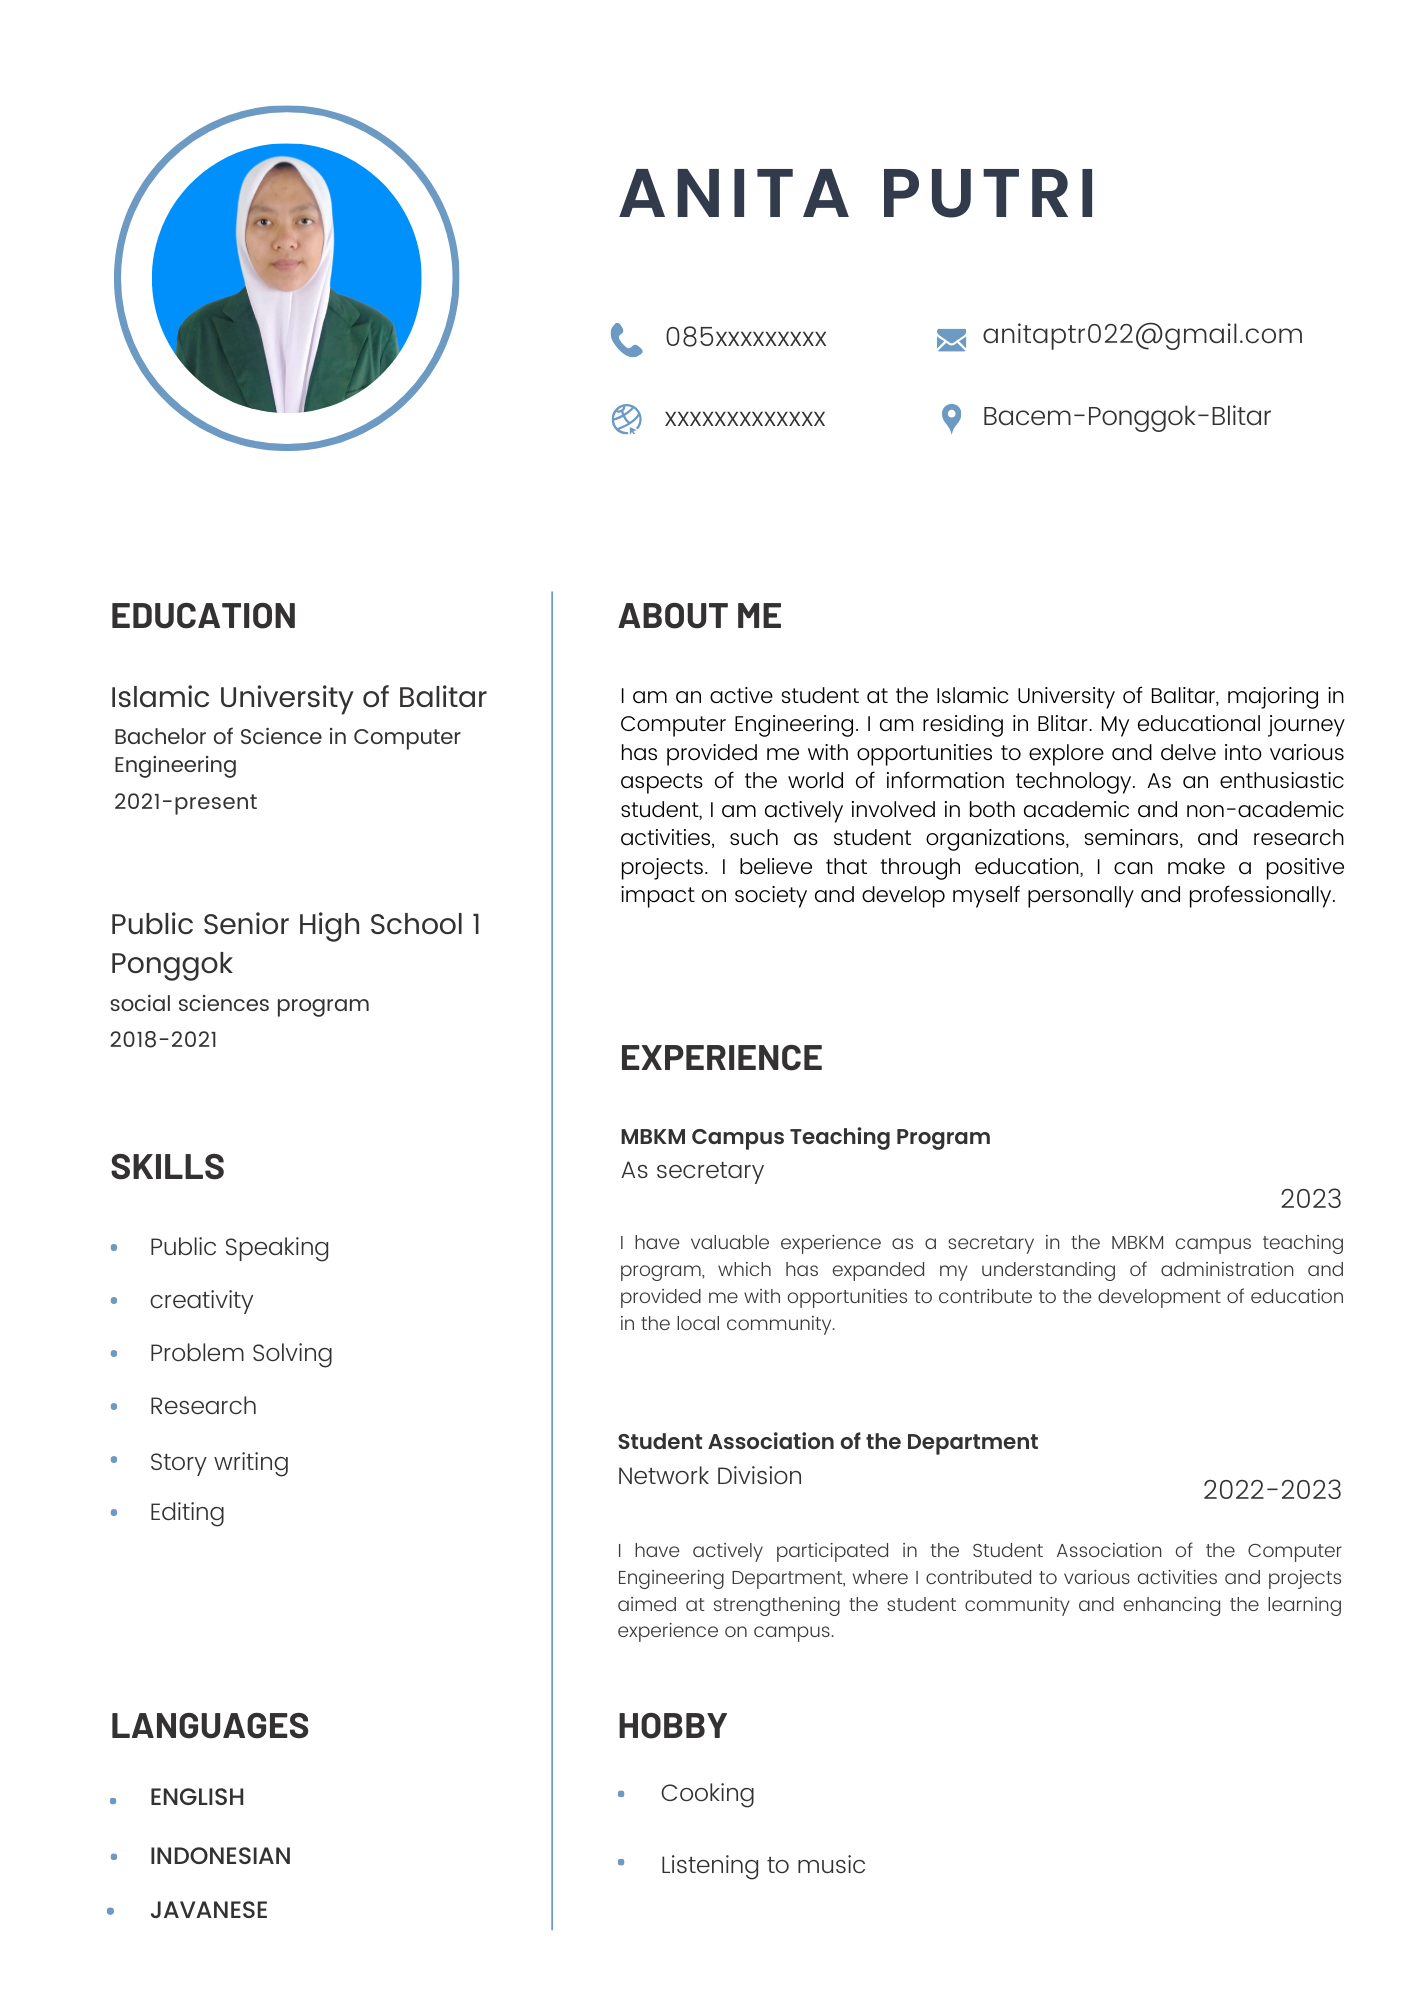 ANITA PUTRI
085xxxxxxxxx
anitaptr022@gmail.com
xxxxxxxxxxxxx
Bacem-Ponggok-Blitar
EDUCATION
Islamic University of Balitar
Bachelor of Science in Computer
Engineering
2021-present
Public Senior High School 1
Ponggok
social sciences program
2018-2021
SKILLS
Public Speaking
creativity
Problem Solving
Research
Story writing
Editing
LANGUAGES
ENGLISH
INDONESIAN
JAVANESE
ABOUT ME
I am an active student at the Islamic University of Balitar, majoring in
Computer Engineering. I am residing in Blitar. My educational journey
has provided me with opportunities to explore and delve into various
aspects of the world of information technology. As an enthusiastic
student, I am actively involved in both academic and non-academic
activities, such as student organizations, seminars, and research
projects. I believe that through education, I can make a positive
impact on society and develop myself personally and professionally.
EXPERIENCE
MBKM Campus Teaching Program
As secretary
2023
I have valuable experience as a secretary in the MBKM campus teaching
program, which has expanded my understanding of administration and
provided me with opportunities to contribute to the development of education
in the local community.
Student Association of the Department
Network Division
2022-2023
I have actively participated in the Student Association of the Computer
Engineering Department, where I contributed to various activities and projects
aimed at strengthening the student community and enhancing the learning
experience on campus.
HOBBY
Cooking
Listening to music